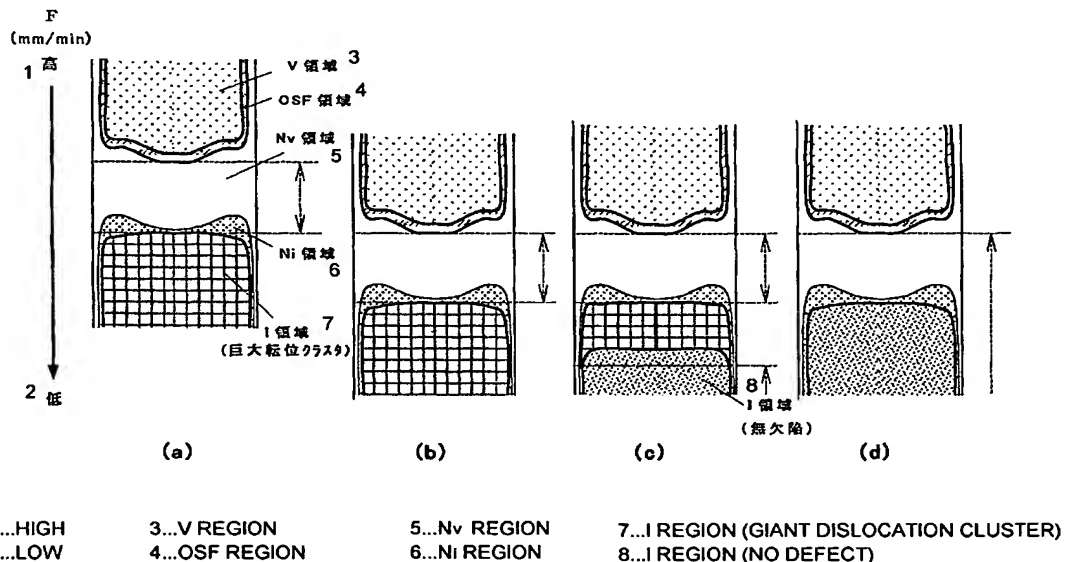 F
(mm/min)
1 高
V 領域 3
OSF 領域 4
Nv 領域 5
Ni 領域 6
I 領域 7
(巨大転位クラスタ)
2 低
8
I 領域
(無欠陥)
(a) (b) (c) (d)
...HIGH 3...V REGION 5...Nv REGION 7...I REGION (GIANT DISLOCATION CLUSTER)
...LOW 4...OSF REGION 6...Ni REGION 8...I REGION (NO DEFECT)